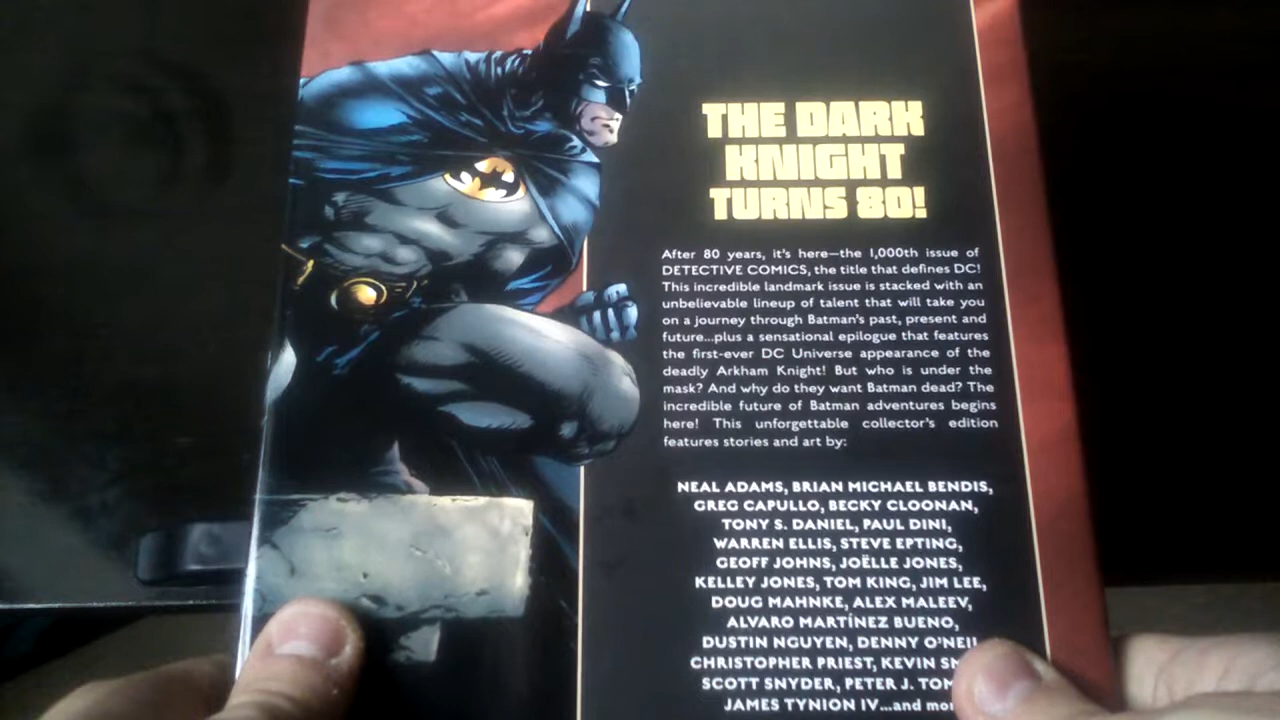 THE DARK
KNIGHT
TURNS 80!
After 80 years, it's here—the 1,000th issue of
DETECTIVE COMICS, the title that defines DC!
This incredible landmark issue is stacked with an
unbelievable lineup of talent that will take you
on a journey through Batman's past, present and
future...plus a sensational epilogue that features
the first-ever DC Universe appearance of the
deadly Arkham Knight! But who is under the
mask? And why do they want Batman dead? The
incredible future of Batman adventures begins
here! This unforgettable collector's edition
features stories and art by:
NEAL ADAMS, BRIAN MICHAEL BENDIS,
GREG CAPULLO, BECKY CLOONAN,
TONY S. DANIEL, PAUL DINI,
WARREN ELLIS, STEVE EPTING,
GEOFF JOHNS, JOËLLE JONES,
KELLEY JONES, TOM KING, JIM LEE,
DOUG MAHNKE, ALEX MALEEV,
ALVARO MARTÍNEZ BUENO,
DUSTIN NGUYEN, DENNY O'NEIL
CHRISTOPHER PRIEST, KEVIN
SCOTT SNYDER, PETER J.
JAMES TYNION IV...and